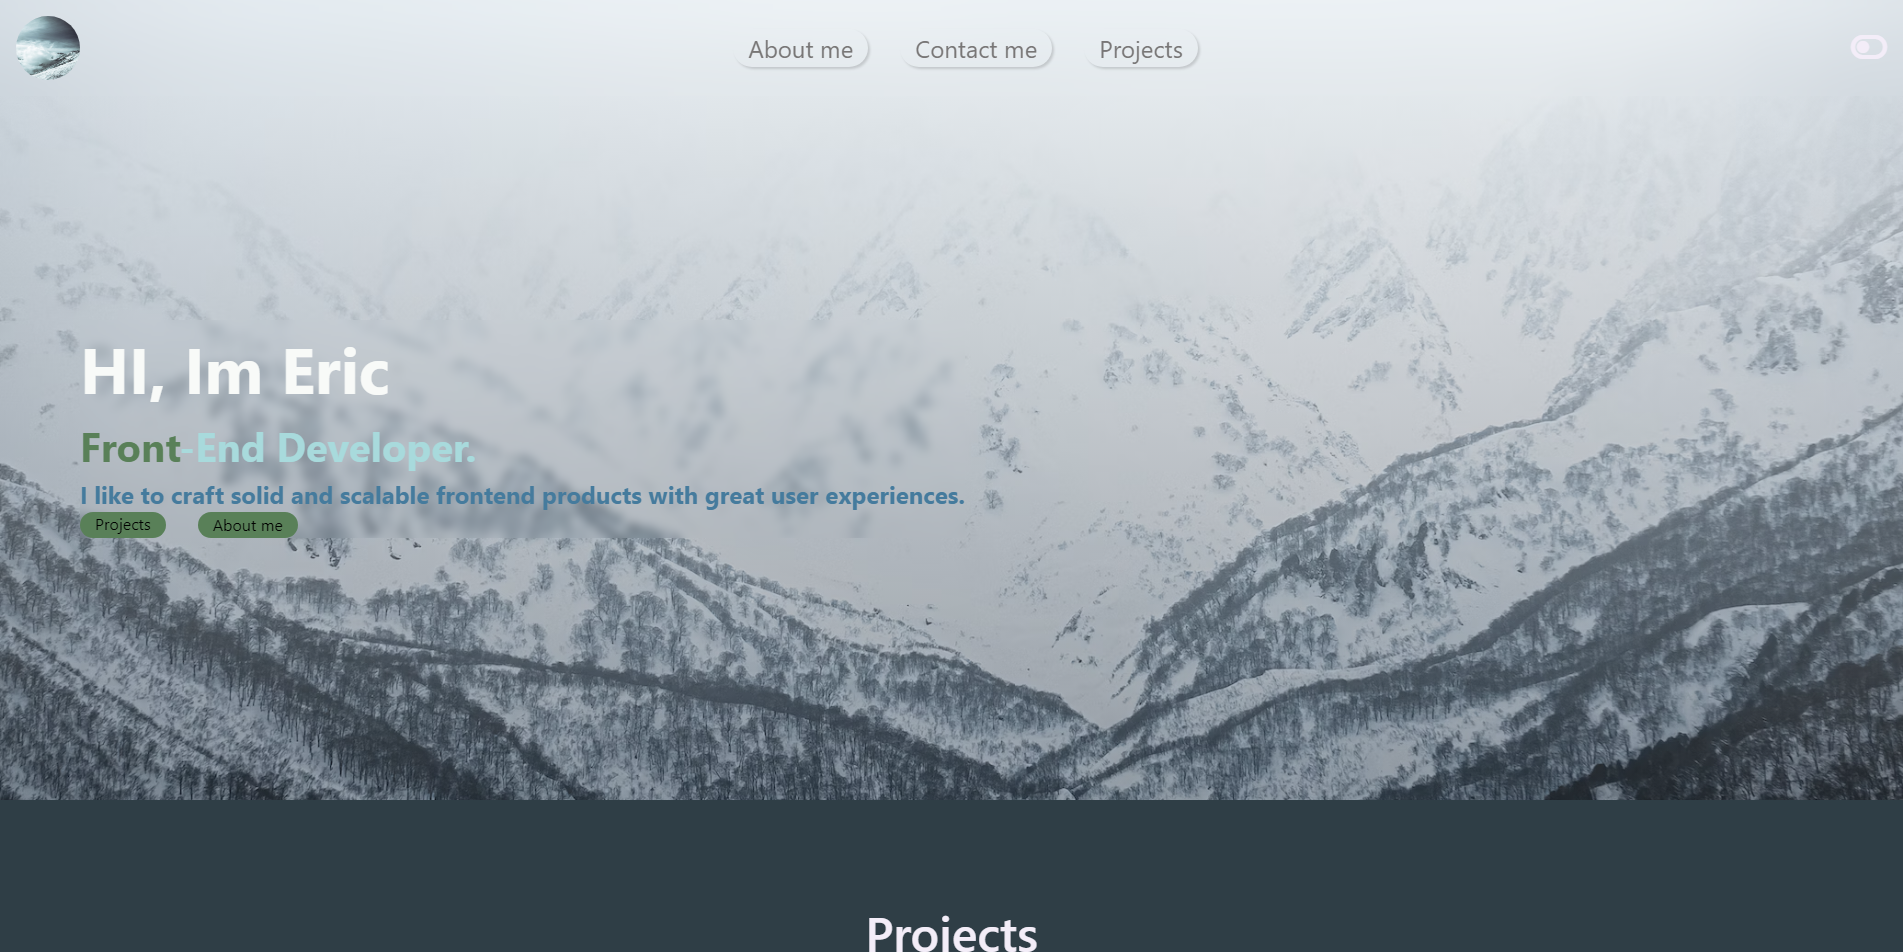 About me
Contact me
Projects
HI, Im Eric
Front-End Developer.
I like to craft solid and scalable frontend products with great user experiences.
Projects
About me
Projects